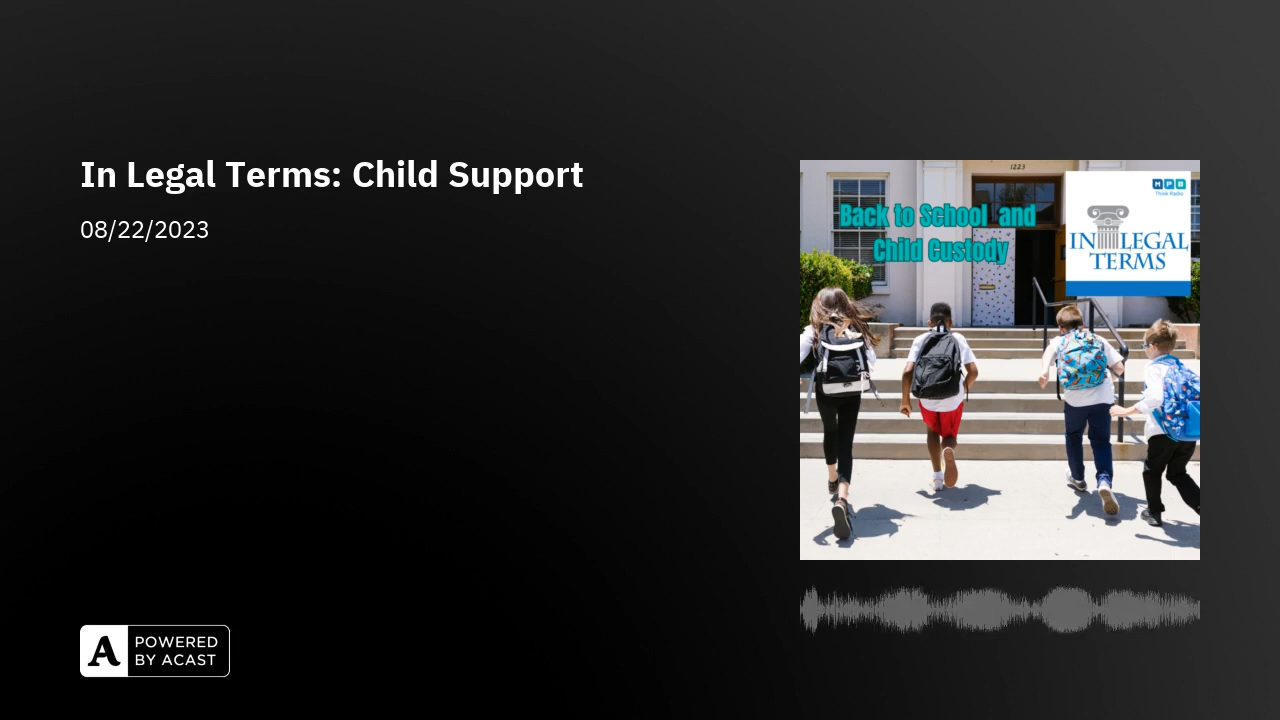 In Legal Terms: Child Support
08/22/2023
1223
MPB
Think Radio
Back to School and
Child Custody
IN LEGAL
TERMS
A
POWERED
BY ACAST